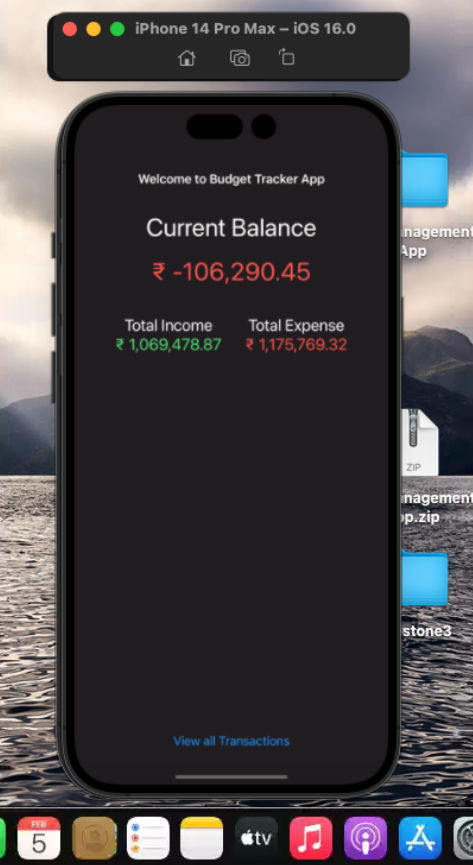 iPhone 14 Pro Max – iOS 16.0
Welcome to Budget Tracker App
Current Balance
₹ -106,290.45
Total Income Total Expense
₹ 1,069,478.87 ₹ 1,175,769.32
nagement
App
ZIP
nagement
op.zip
stone3
View all Transactions
5
tv